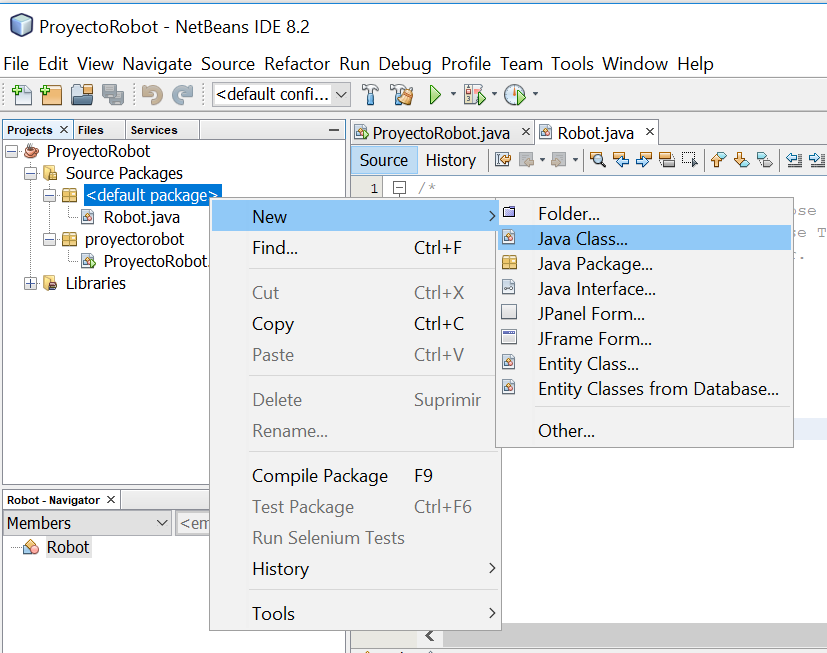 ProyectoRobot - NetBeans IDE 8.2
File Edit View Navigate Source Refactor Run Debug Profile Team Tools Window Help
<default confi...
Projects Files Services
ProyectoRobot.java Robot.java
ProyectoRobot
Source History
Source Packages
1 /*
<default package>
Robot.java
proyectorobot
ProyectoRobot.
Libraries
New
Find... Ctrl+F
Cut Ctrl+X
Copy Ctrl+C
Paste Ctrl+V
Delete Suprimir
Rename...
Compile Package F9
Test Package Ctrl+F6
Run Selenium Tests
History
Tools
Folder...
Java Class...
Java Package...
Java Interface...
JPanel Form...
JFrame Form...
Entity Class...
Entity Classes from Database...
Other...
Robot - Navigator
Members
Robot